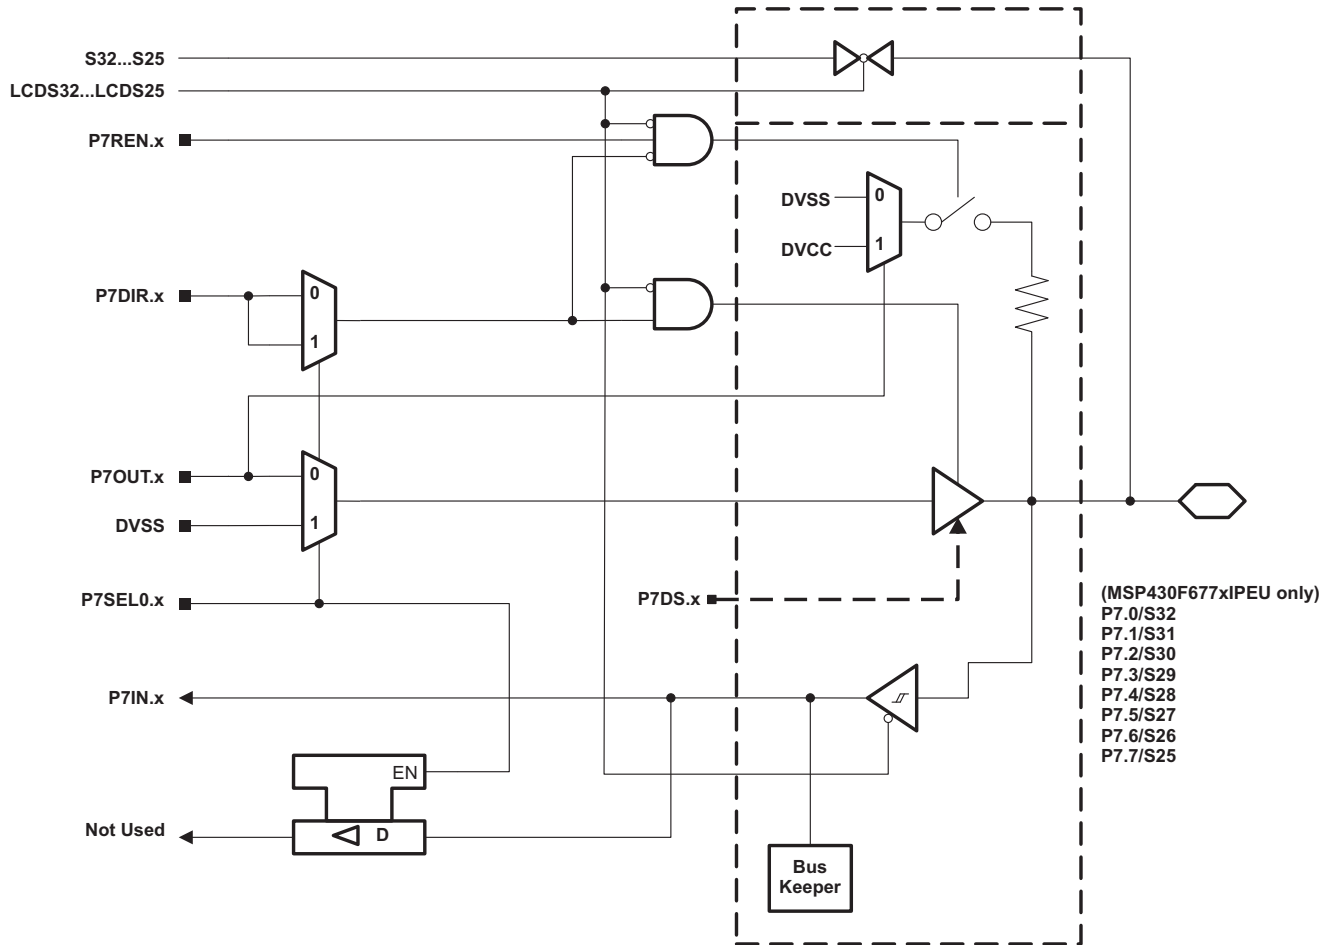 S32...S25
LCDS32...LCDS25
P7REN.x
DVSS
0
DVCC
1
P7DIR.x
0
1
P7OUT.x
0
DVSS
1
P7SEL0.x
P7DS.x
(MSP430F677xIPEU only)
P7.0/S32
P7.1/S31
P7.2/S30
P7.3/S29
P7.4/S28
P7.5/S27
P7.6/S26
P7.7/S25
P7IN.x
EN
Not Used
D
Bus
Keeper